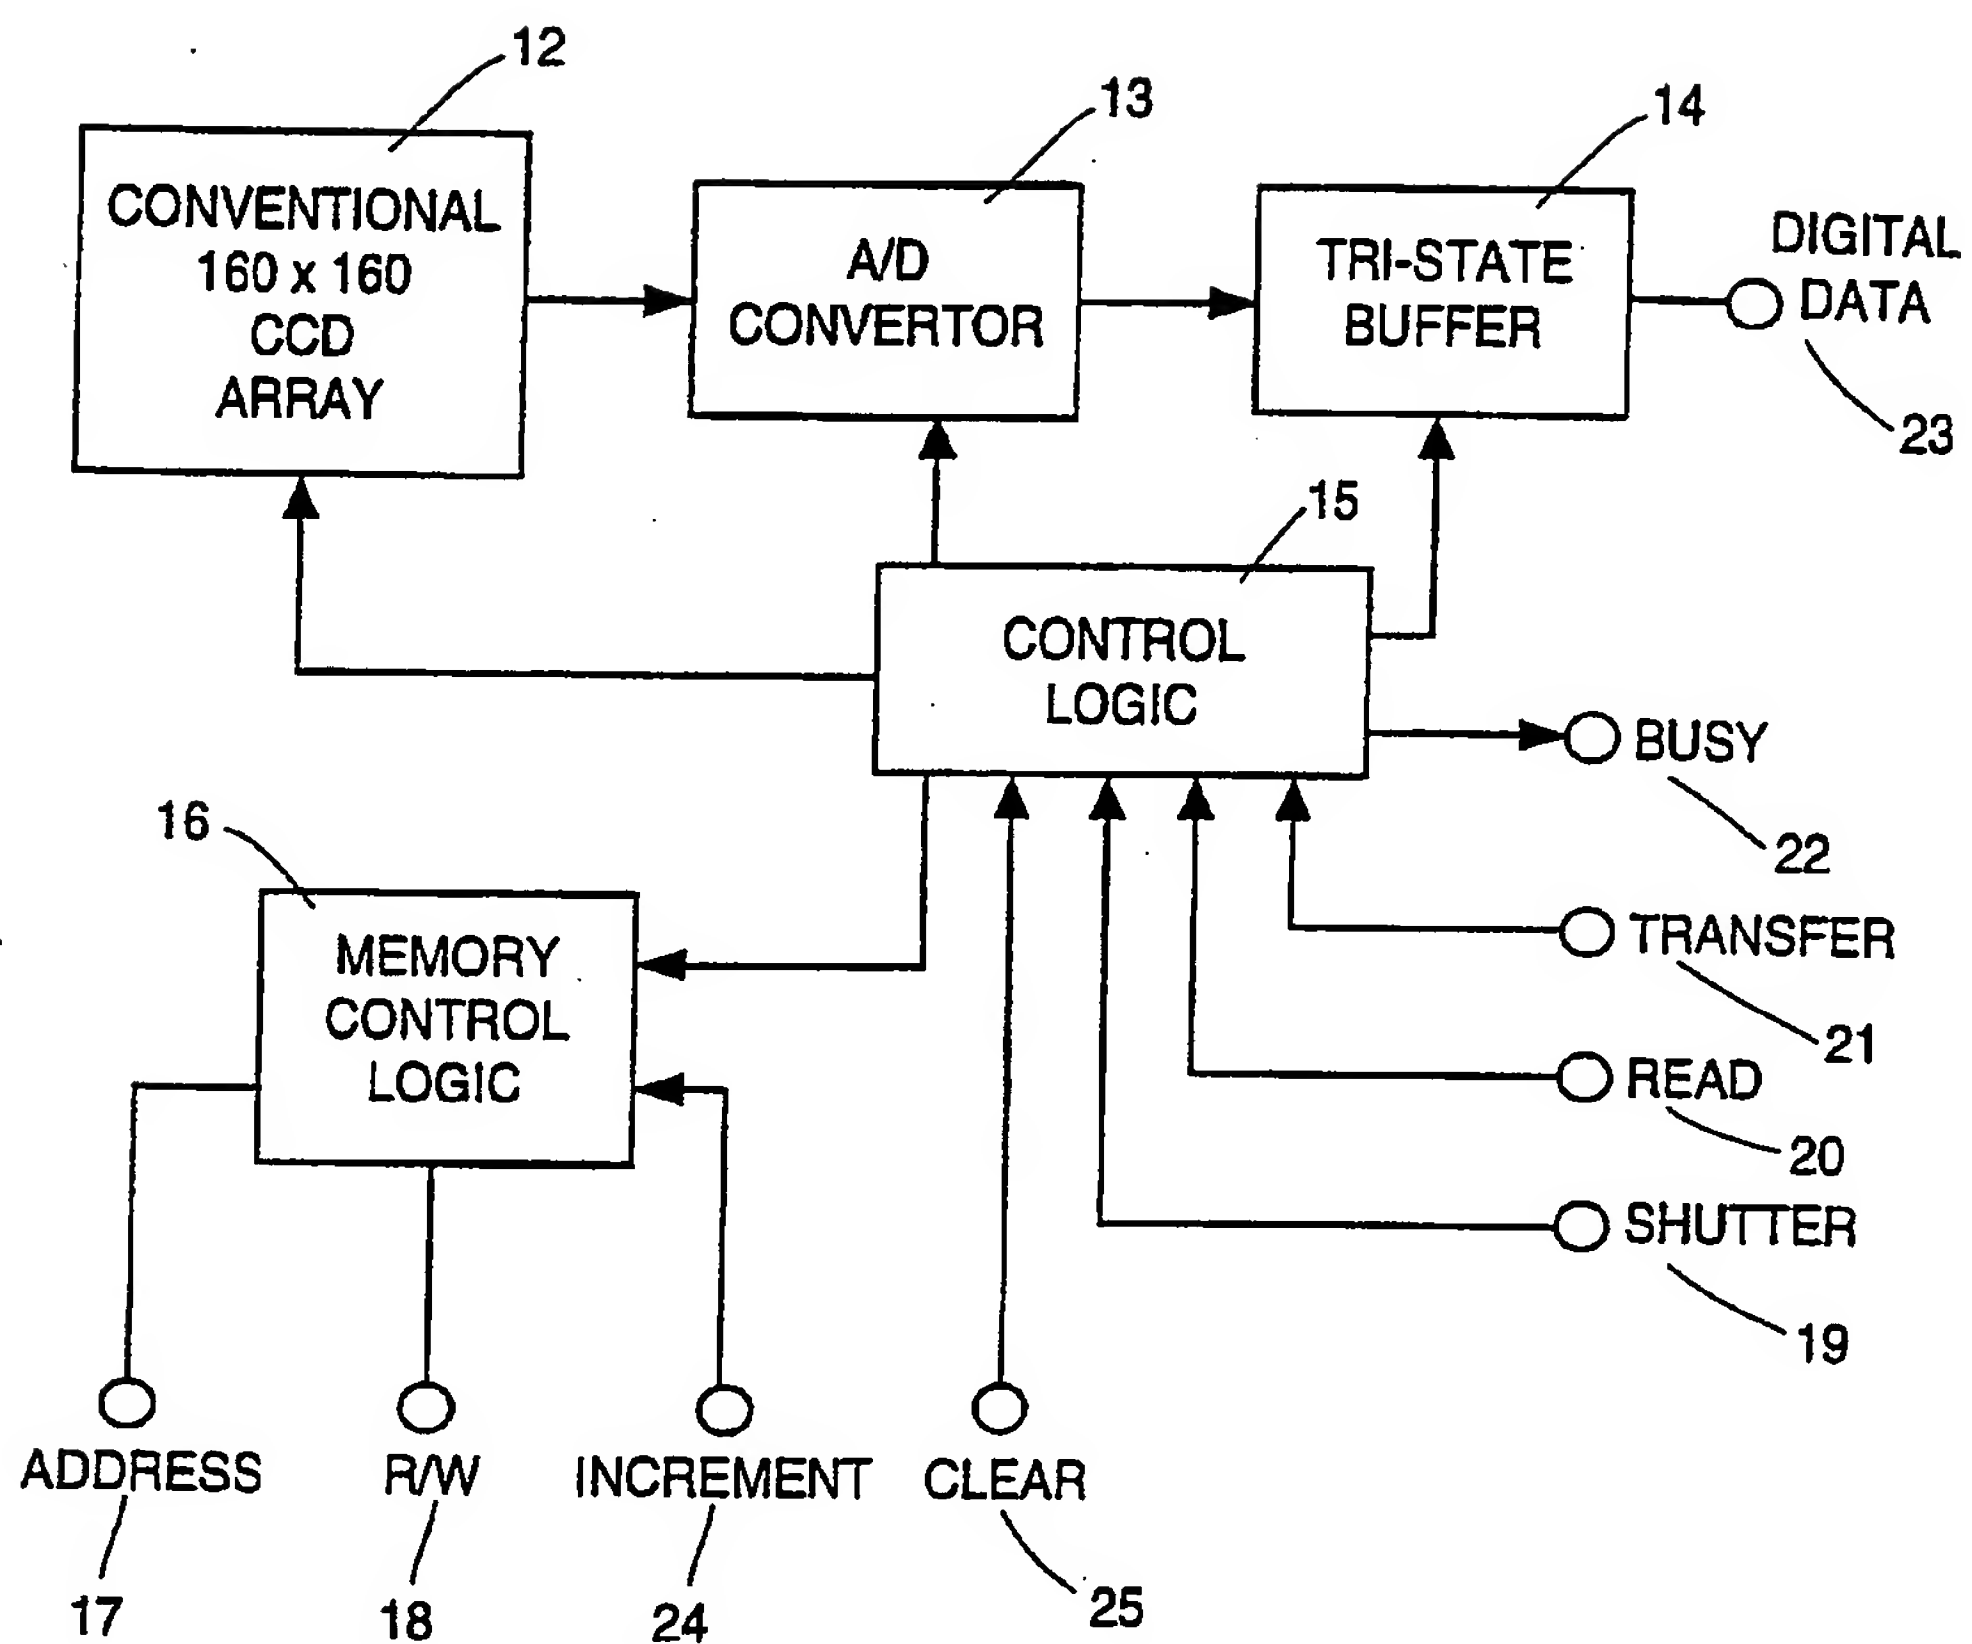 12
13
14
CONVENTIONAL
160 x 160
CCD
ARRAY
A/D
CONVERTOR
TRI-STATE
BUFFER
DIGITAL
DATA
23
15
CONTROL
LOGIC
BUSY
22
16
MEMORY
CONTROL
LOGIC
TRANSFER
21
READ
20
SHUTTER
19
ADDRESS
R/W
INCREMENT
CLEAR
17
18
24
25